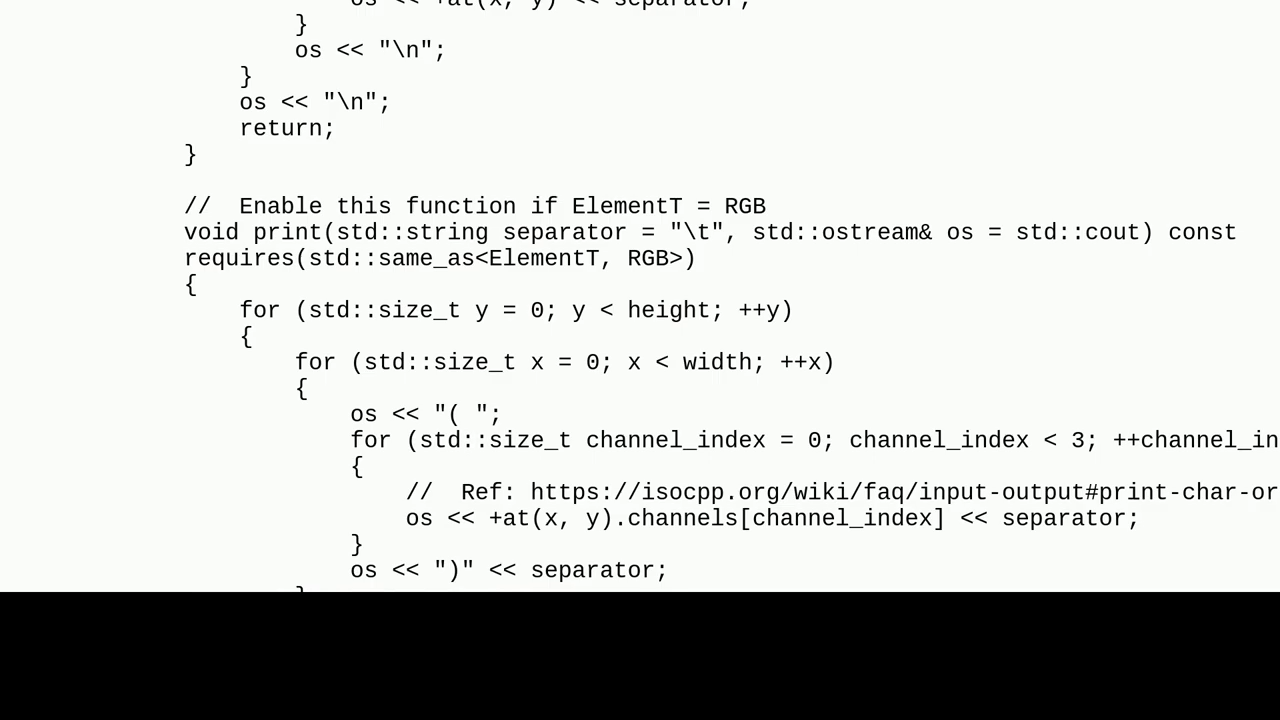 os << +at(x, y) << separator;
}
os << "\n";
}
os << "\n";
return;
}
//  Enable this function if ElementT = RGB
void print(std::string separator = "\t", std::ostream& os = std::cout) const
requires(std::same_as<ElementT, RGB>)
{
for (std::size_t y = 0; y < height; ++y)
{
for (std::size_t x = 0; x < width; ++x)
{
os << "( ";
for (std::size_t channel_index = 0; channel_index < 3; ++channel_in
{
//  Ref: https://isocpp.org/wiki/faq/input-output#print-char-or
os << +at(x, y).channels[channel_index] << separator;
}
os << ")" << separator;
}